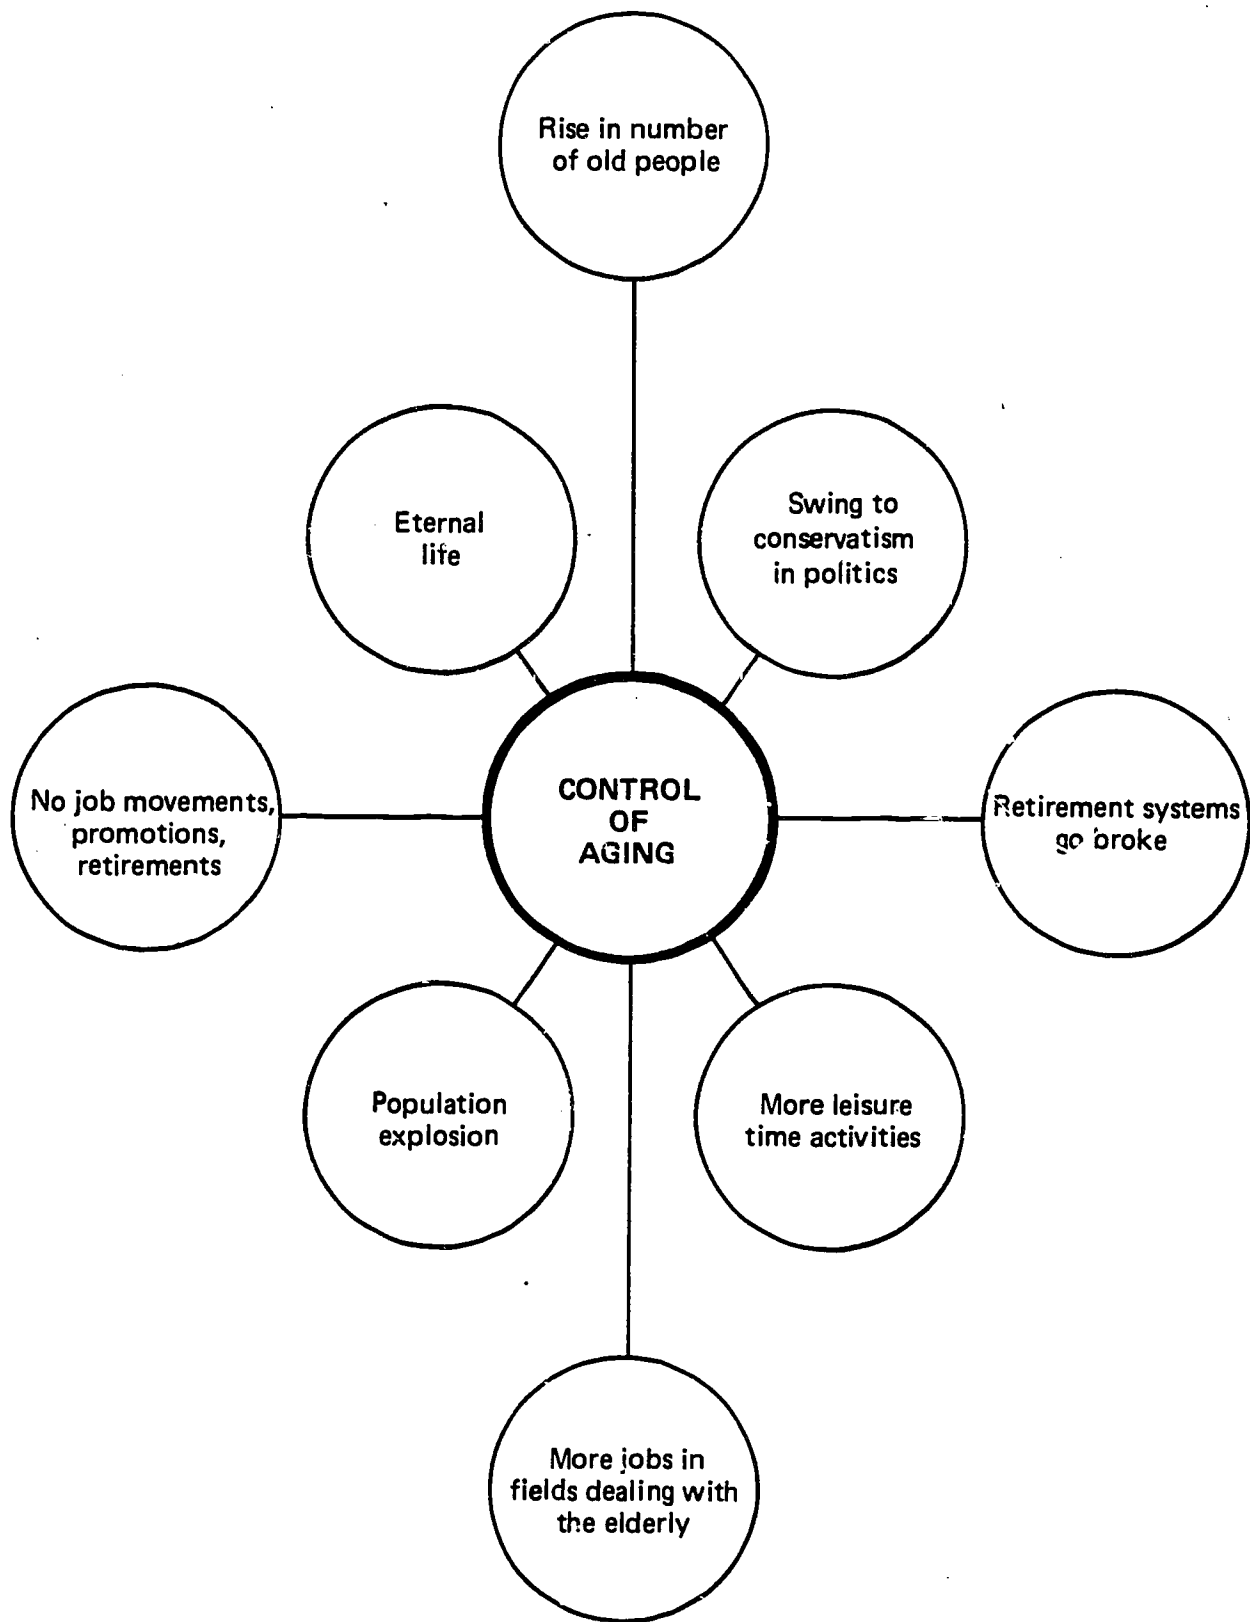 Rise in number
of old people
Eternal
life
Swing to
conservatism
in politics
No job movements,
promotions,
retirements
CONTROL
OF
AGING
Retirement systems
go broke
Population
explosion
More leisure
time activities
More jobs in
fields dealing with
the elderly